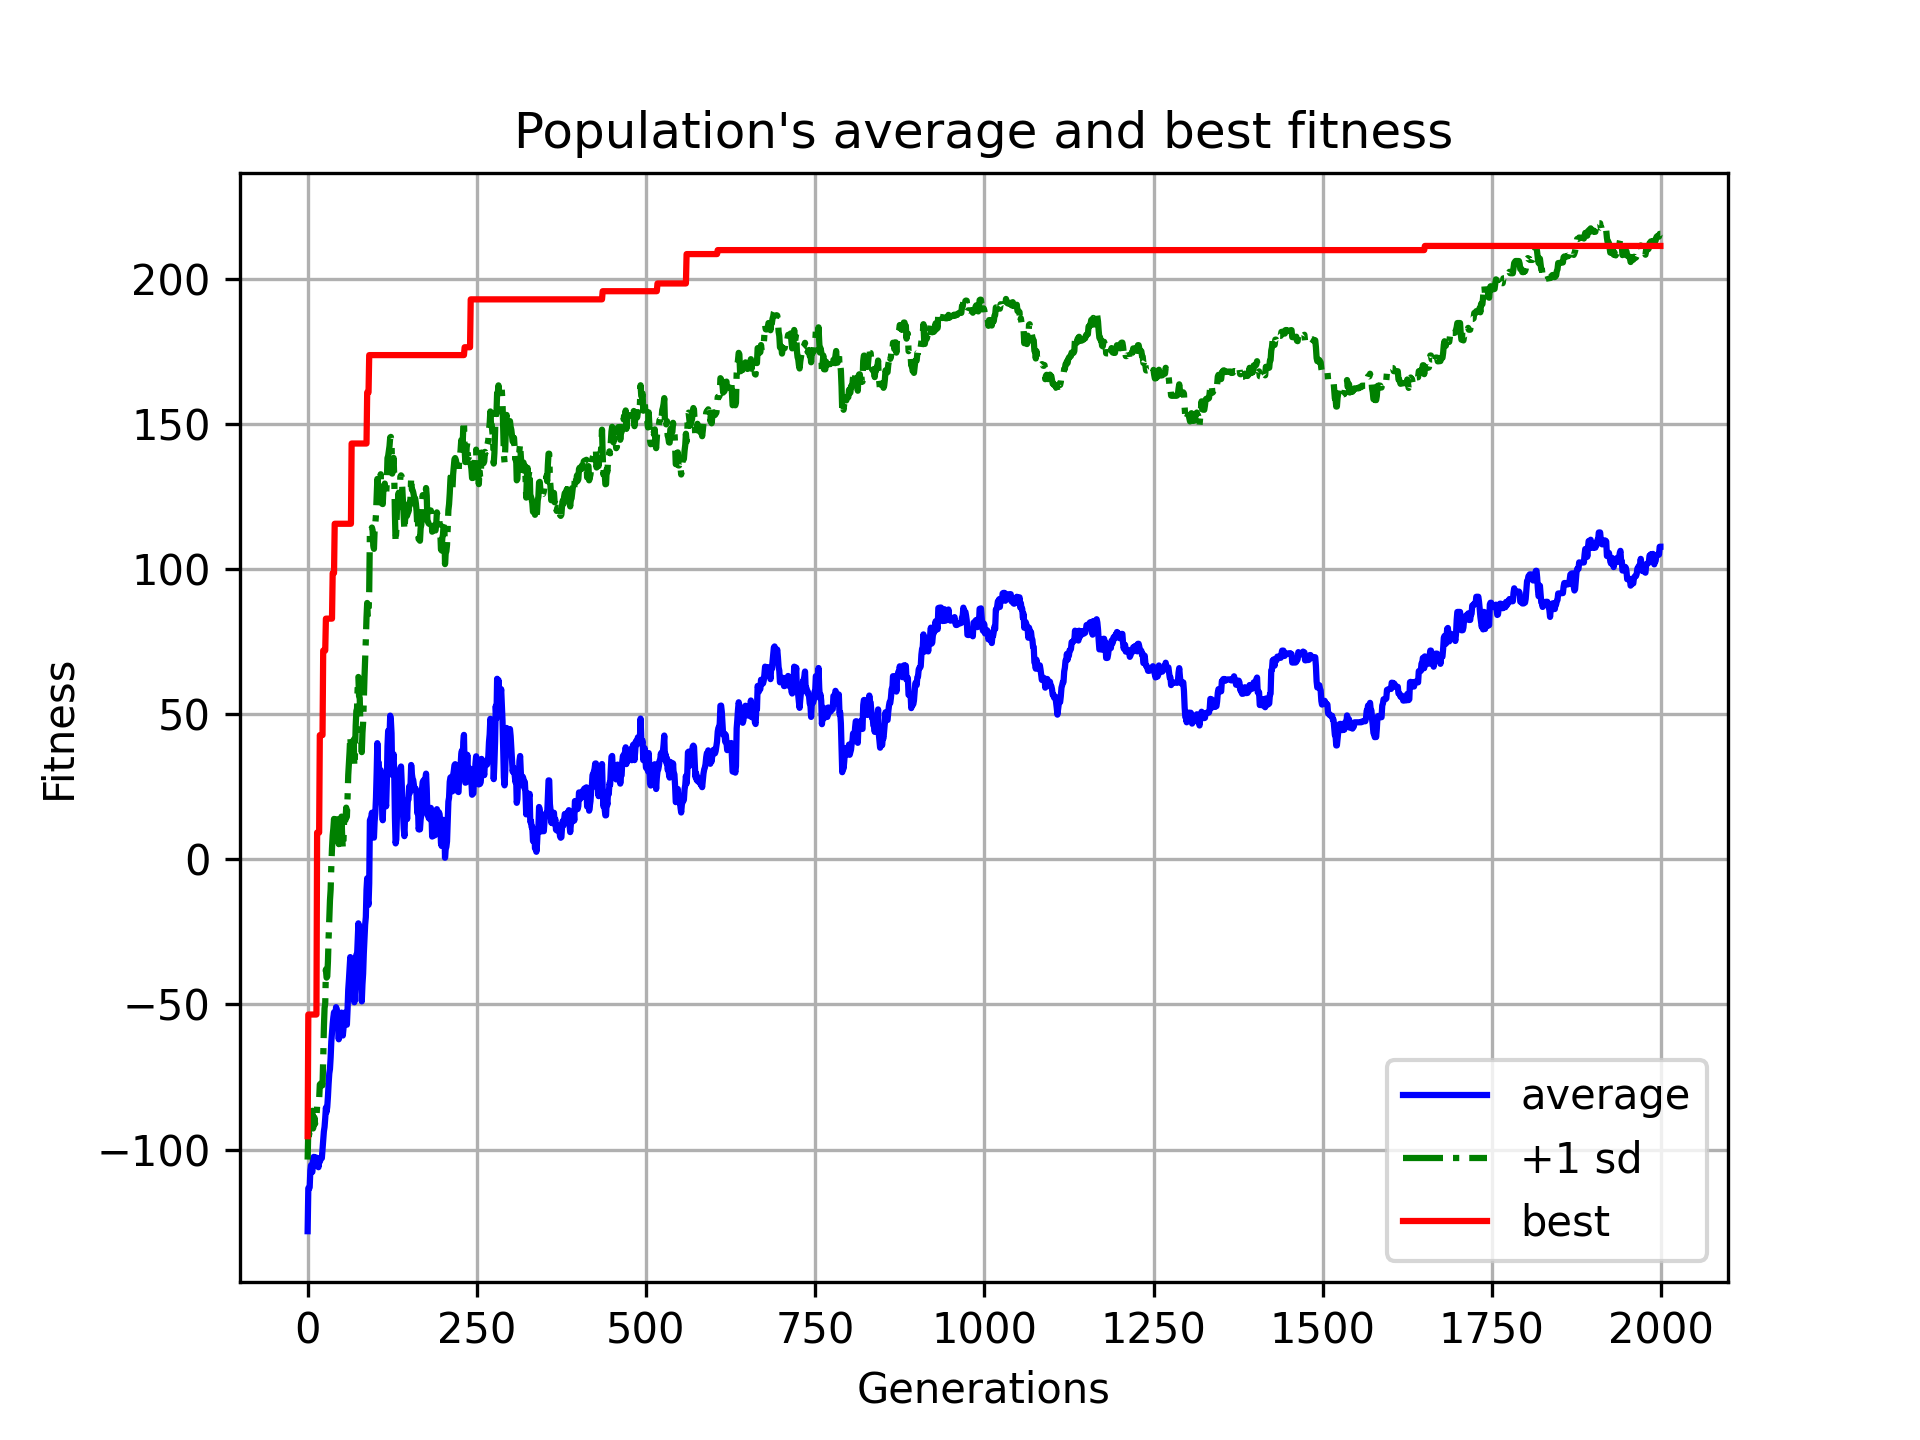 Population's average and best fitness
Fitness
200
150
100
50
0
−50
−100
0 250 500 750 1000 1250 1500 1750 2000
Generations
average
+1 sd
best